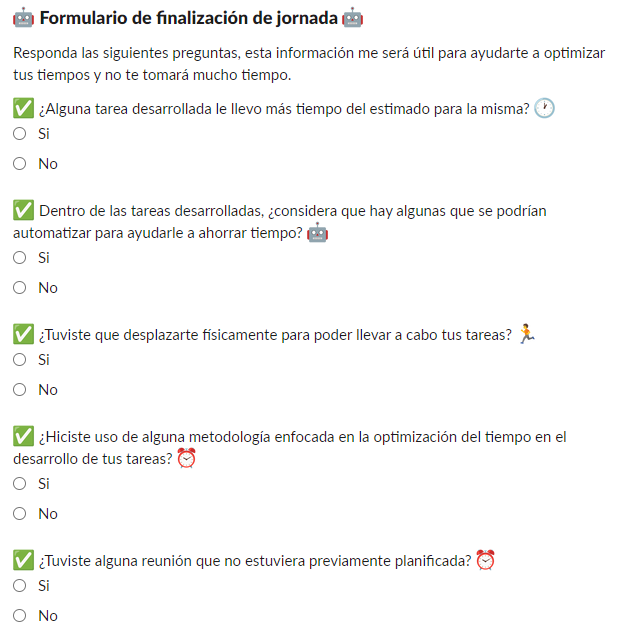 🤖 Formulario de finalización de jornada 🤖
Responda las siguientes preguntas, esta información me será útil para ayudarte a optimizar
tus tiempos y no te tomará mucho tiempo.
✅ ¿Alguna tarea desarrollada le llevo más tiempo del estimado para la misma? 🕐
Si
No
✅ Dentro de las tareas desarrolladas, ¿considera que hay algunas que se podrían
automatizar para ayudarle a ahorrar tiempo? 🤖
Si
No
✅ ¿Tuviste que desplazarte físicamente para poder llevar a cabo tus tareas? 🏃
Si
No
✅ ¿Hiciste uso de alguna metodología enfocada en la optimización del tiempo en el
desarrollo de tus tareas? ⏰
Si
No
✅ ¿Tuviste alguna reunión que no estuviera previamente planificada? ⏰
Si
No